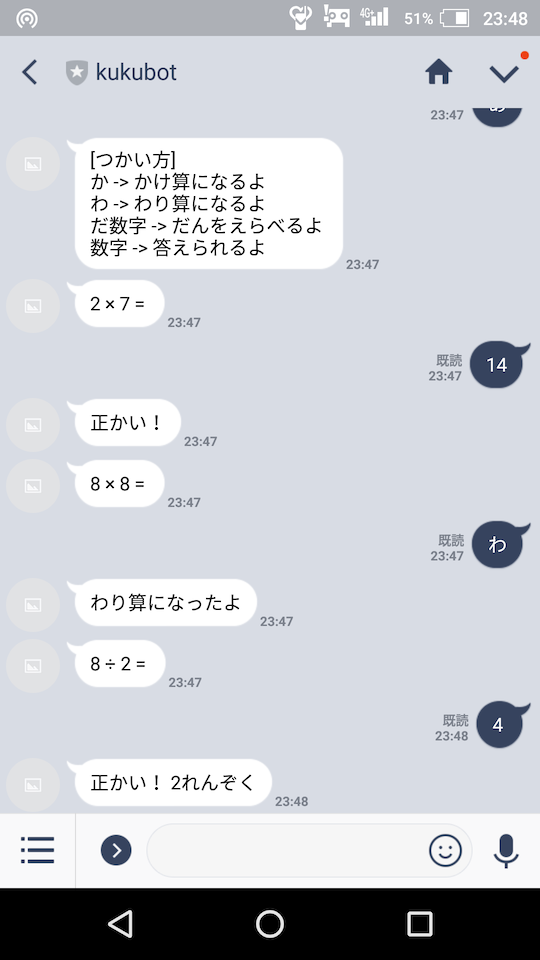 4G+
51%
23:48
kukubot
23:47
[つかい方]
か -> かけ算になるよ
わ -> わり算になるよ
だ数字 -> だんをえらべるよ
数字 -> 答えられるよ
23:47
2 × 7 =
23:47
既読
23:47
14
正かい！
23:47
8 × 8 =
23:47
既読
23:47
わ
わり算になったよ
23:47
8 ÷ 2 =
23:47
既読
23:48
4
正かい！ 2れんぞく
23:48